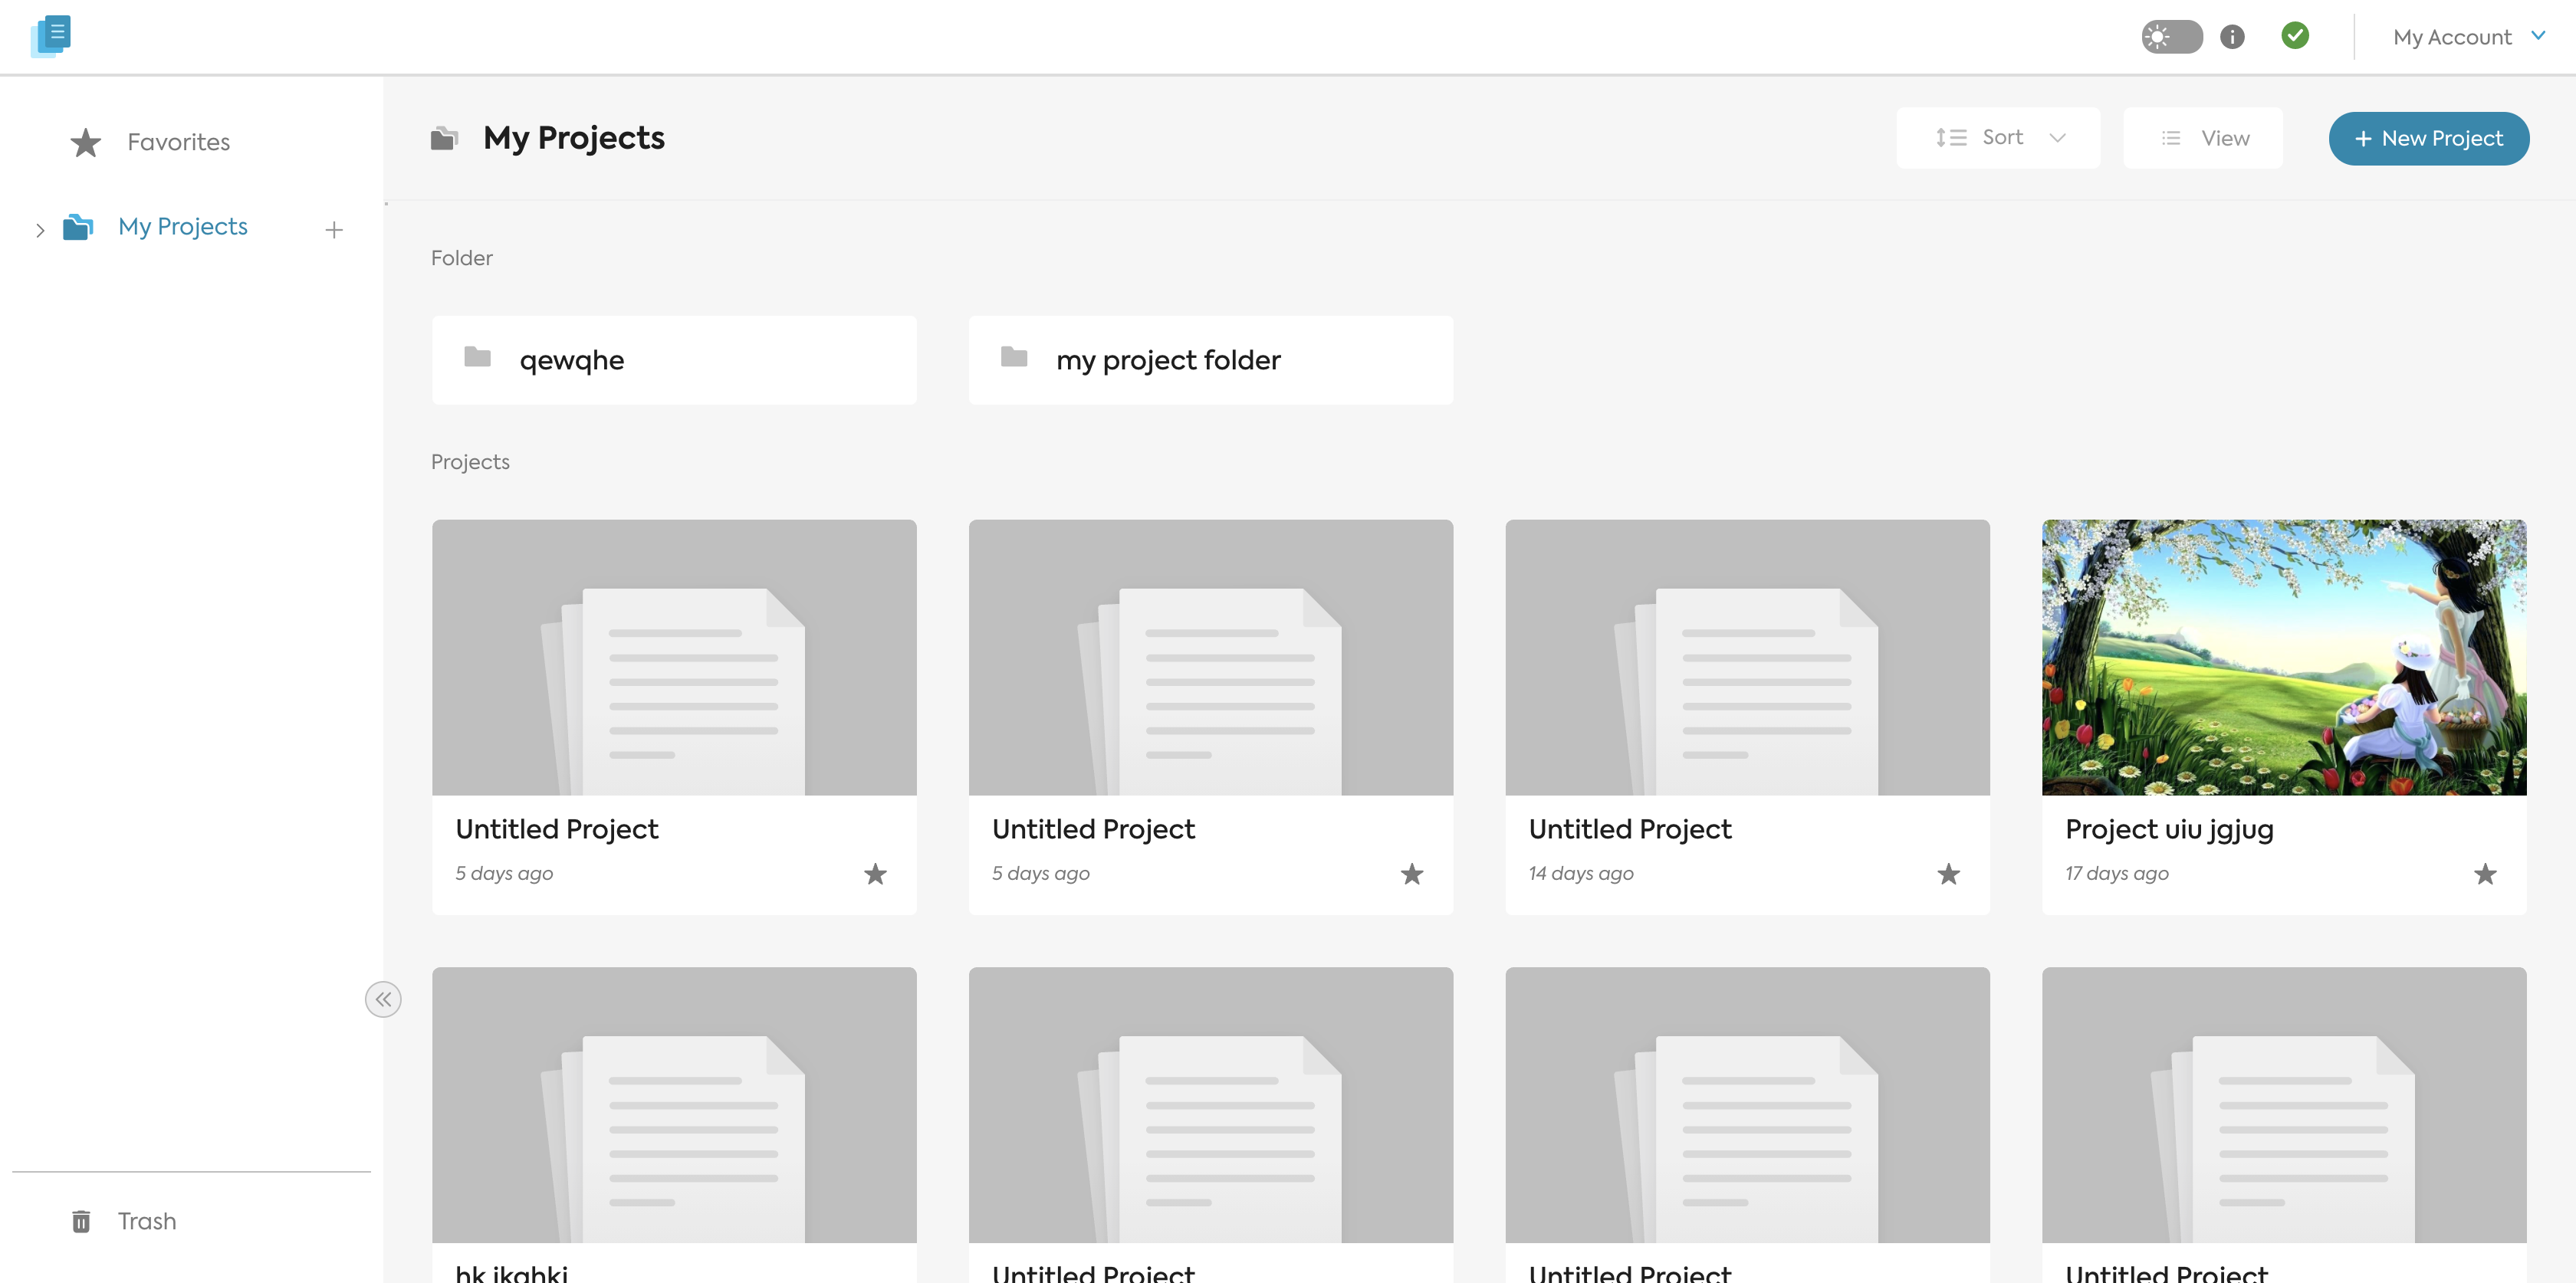 My Account
Favorites
My Projects
My Projects
Sort
View
+ New Project
Folder
qewqhe
my project folder
Projects
Untitled Project
5 days ago
Untitled Project
5 days ago
Untitled Project
14 days ago
Project uiu jgjug
17 days ago
hk jkghkj
Untitled Project
Untitled Project
Untitled Project
Trash